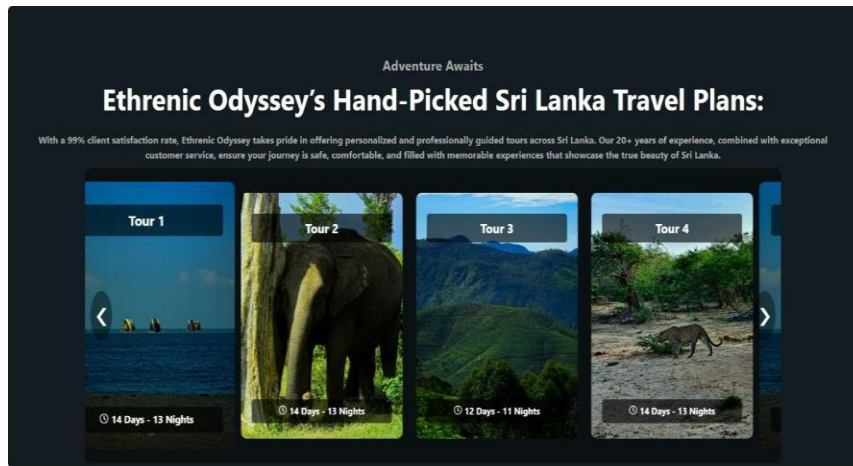 Adventure Awaits
Ethrenic Odyssey's Hand-Picked Sri Lanka Travel Plans:
With a 99% client satisfaction rate, Ethrenic Odyssey takes pride in offering personalized and professionally guided tours across Sri Lanka. Our 20+ years of experience, combined with exceptional
customer service, ensure your journey is safe, comfortable, and filled with memorable experiences that showcase the true beauty of Sri Lanka.
Tour 1
Tour 2
Tour 3
Tour 4
14 Days - 13 Nights
14 Days - 13 Nights
12 Days - 11 Nights
14 Days - 13 Nights